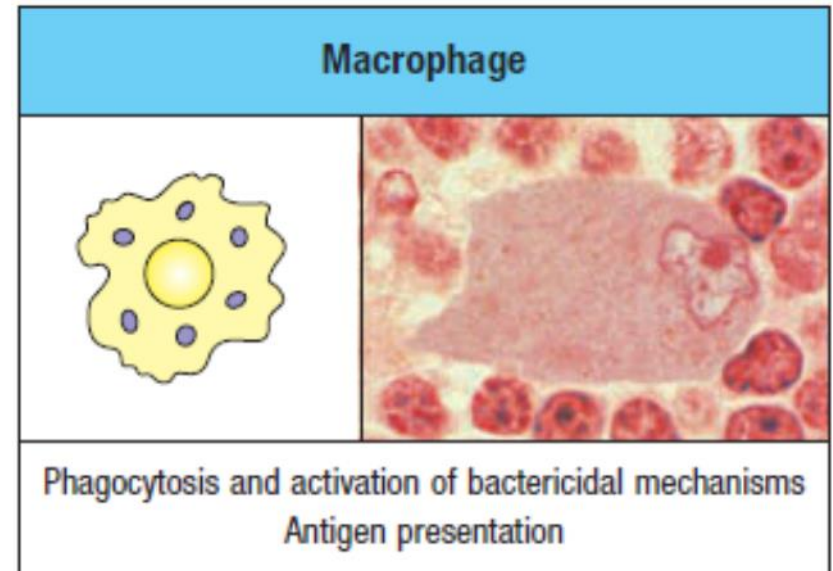 Macrophage
Phagocytosis and activation of bactericidal mechanisms
Antigen presentation